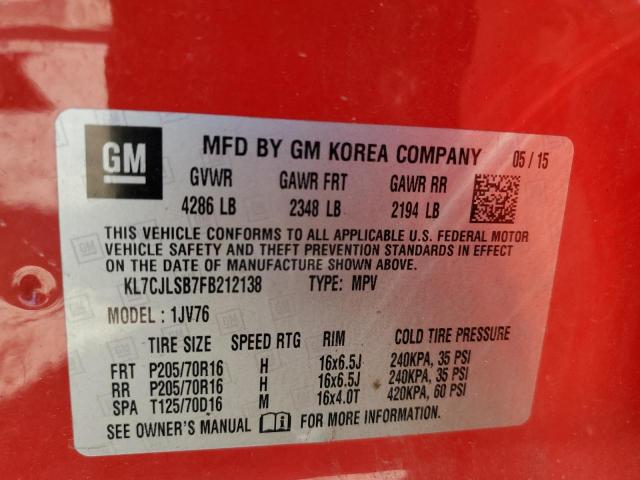 GM MFD BY GM KOREA COMPANY 05 / 15
GVWR GAWR FRT GAWR RR
4286 LB 2348 LB 2194 LB
THIS VEHICLE CONFORMS TO ALL APPLICABLE U.S. FEDERAL MOTOR
VEHICLE SAFETY AND THEFT PREVENTION STANDARDS IN EFFECT
ON THE DATE OF MANUFACTURE SHOWN ABOVE.
KL7CJLSB7FB212138 TYPE: MPV
MODEL : 1JV76
TIRE SIZE SPEED RTG RIM COLD TIRE PRESSURE
FRT P205/70R16 H 16x6.5J 240KPA, 35 PSI
RR P205/70R16 H 16x6.5J 240KPA, 35 PSI
SPA T125/70D16 M 16x4.0T 420KPA, 60 PSI
SEE OWNER'S MANUAL i FOR MORE INFORMATION.